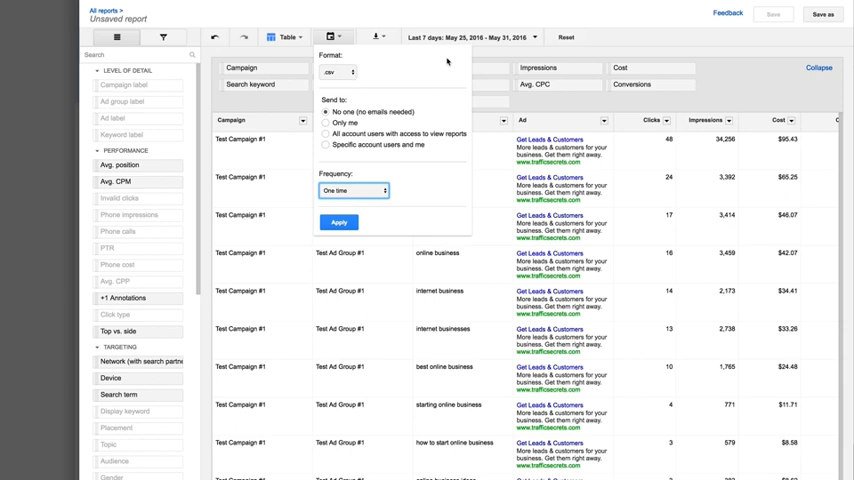 All reports >
Unsaved report
Feedback
Save
Save as
Table
Last 7 days: May 25, 2016 - May 31, 2016
Reset
Search
LEVEL OF DETAIL
Campaign label
Ad group label
Ad label
Keyword label
PERFORMANCE
Avg. position
Avg. CPM
Invalid clicks
Phone impressions
Phone calls
PTR
Phone cost
Avg. CPP
+1 Annotations
Click type
Top vs. side
TARGETING
Network (with search partne
Device
Search term
Display keyword
Placement
Topic
Audience
Gender
Format:
.csv
Send to:
No one (no emails needed)
Only me
All account users with access to view reports
Specific account users and me
Frequency:
One time
Apply
Campaign
Impressions
Cost
Collapse
Search keyword
Avg. CPC
Conversions
Campaign
Ad
Clicks
Impressions
Cost
C
Test Campaign #1
Get Leads & Customers
More leads & customers for your
business. Get them right away.
www.trafficsecrets.com
48
34,256
$95.43
Test Campaign #1
Get Leads & Customers
More leads & customers for your
business. Get them right away.
www.trafficsecrets.com
24
3,392
$65.25
Test Campaign #1
Get Leads & Customers
More leads & customers for your
business. Get them right away.
www.trafficsecrets.com
17
3,414
$46.07
Test Campaign #1
Test Ad Group #1
online business
Get Leads & Customers
More leads & customers for your
business. Get them right away.
www.trafficsecrets.com
16
3,459
$42.07
Test Campaign #1
Test Ad Group #1
internet business
Get Leads & Customers
More leads & customers for your
business. Get them right away.
www.trafficsecrets.com
14
2,173
$34.41
Test Campaign #1
Test Ad Group #1
internet businesses
Get Leads & Customers
More leads & customers for your
business. Get them right away.
www.trafficsecrets.com
13
2,738
$33.26
Test Campaign #1
Test Ad Group #1
best online business
Get Leads & Customers
More leads & customers for your
business. Get them right away.
www.trafficsecrets.com
10
1,765
$24.48
Test Campaign #1
Test Ad Group #1
starting online business
Get Leads & Customers
More leads & customers for your
business. Get them right away.
www.trafficsecrets.com
4
771
$11.71
Test Campaign #1
Test Ad Group #1
how to start online business
Get Leads & Customers
More leads & customers for your
business. Get them right away.
www.trafficsecrets.com
3
579
$8.58